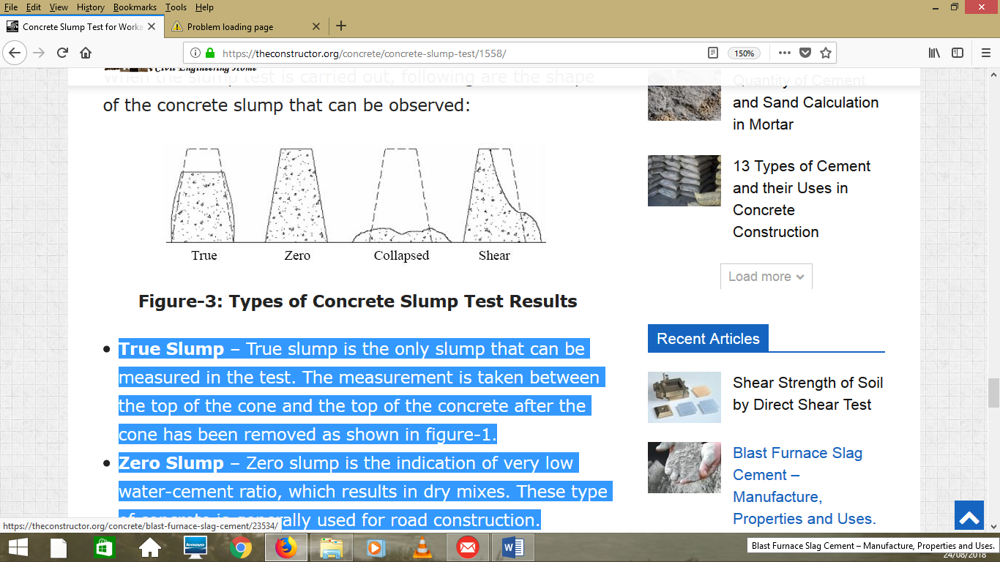 File Edit View History Bookmarks Tools Help
Concrete Slump Test for Worka
Problem loading page
https://theconstructor.org/concrete/concrete-slump-test/1558/
150%
Civil Engineering Home
When the slump test is carried out, following are the shape
of the concrete slump that can be observed:
True Zero Collapsed Shear
Figure-3: Types of Concrete Slump Test Results
True Slump – True slump is the only slump that can be
measured in the test. The measurement is taken between
the top of the cone and the top of the concrete after the
cone has been removed as shown in figure-1.
Zero Slump – Zero slump is the indication of very low
water-cement ratio, which results in dry mixes. These type
of concrete is generally used for road construction.
Quantity of Cement
and Sand Calculation
in Mortar
13 Types of Cement
and their Uses in
Concrete
Construction
Load more
Recent Articles
Shear Strength of Soil
by Direct Shear Test
Blast Furnace Slag
Cement –
Manufacture,
Properties and Uses.
https://theconstructor.org/concrete/blast-furnace-slag-cement/23534/
lenovo
Blast Furnace Slag Cement – Manufacture, Properties and Uses.
24/08/2018